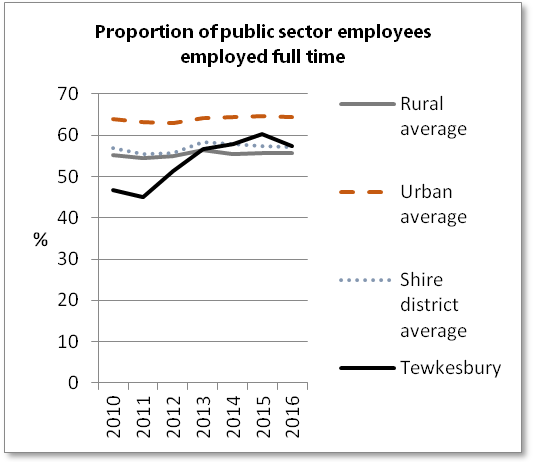 Proportion of public sector employees
employed full time
70
60
50
40
30
20
10
0
%
2010
2011
2012
2013
2014
2015
2016
Rural
average
Urban
average
Shire
district
average
Tewkesbury